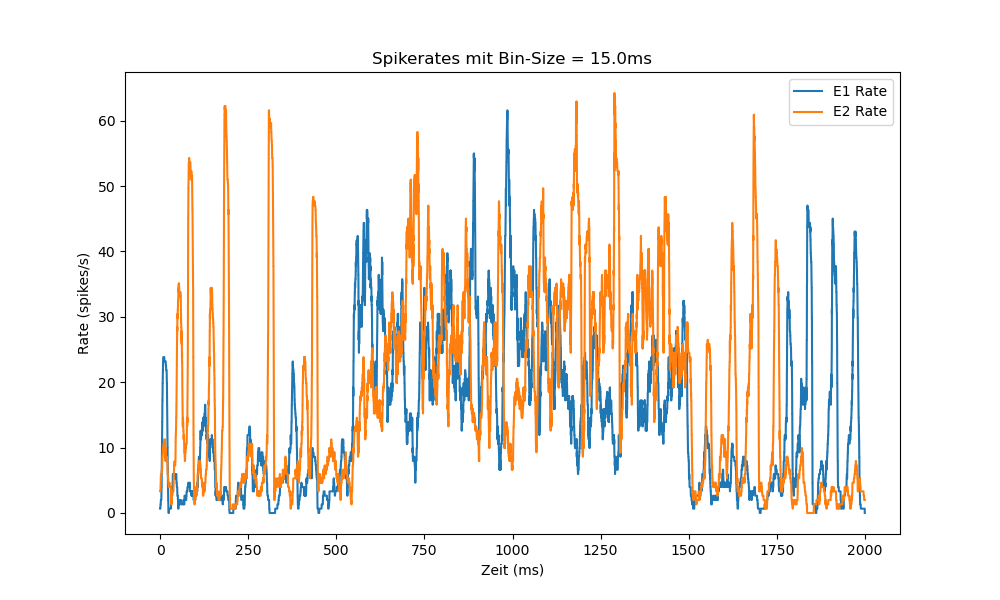 Spikerates mit Bin-Size = 15.0ms
E1 Rate
E2 Rate
Rate (spikes/s)
60
50
40
30
20
10
0
0 250 500 750 1000 1250 1500 1750 2000
Zeit (ms)